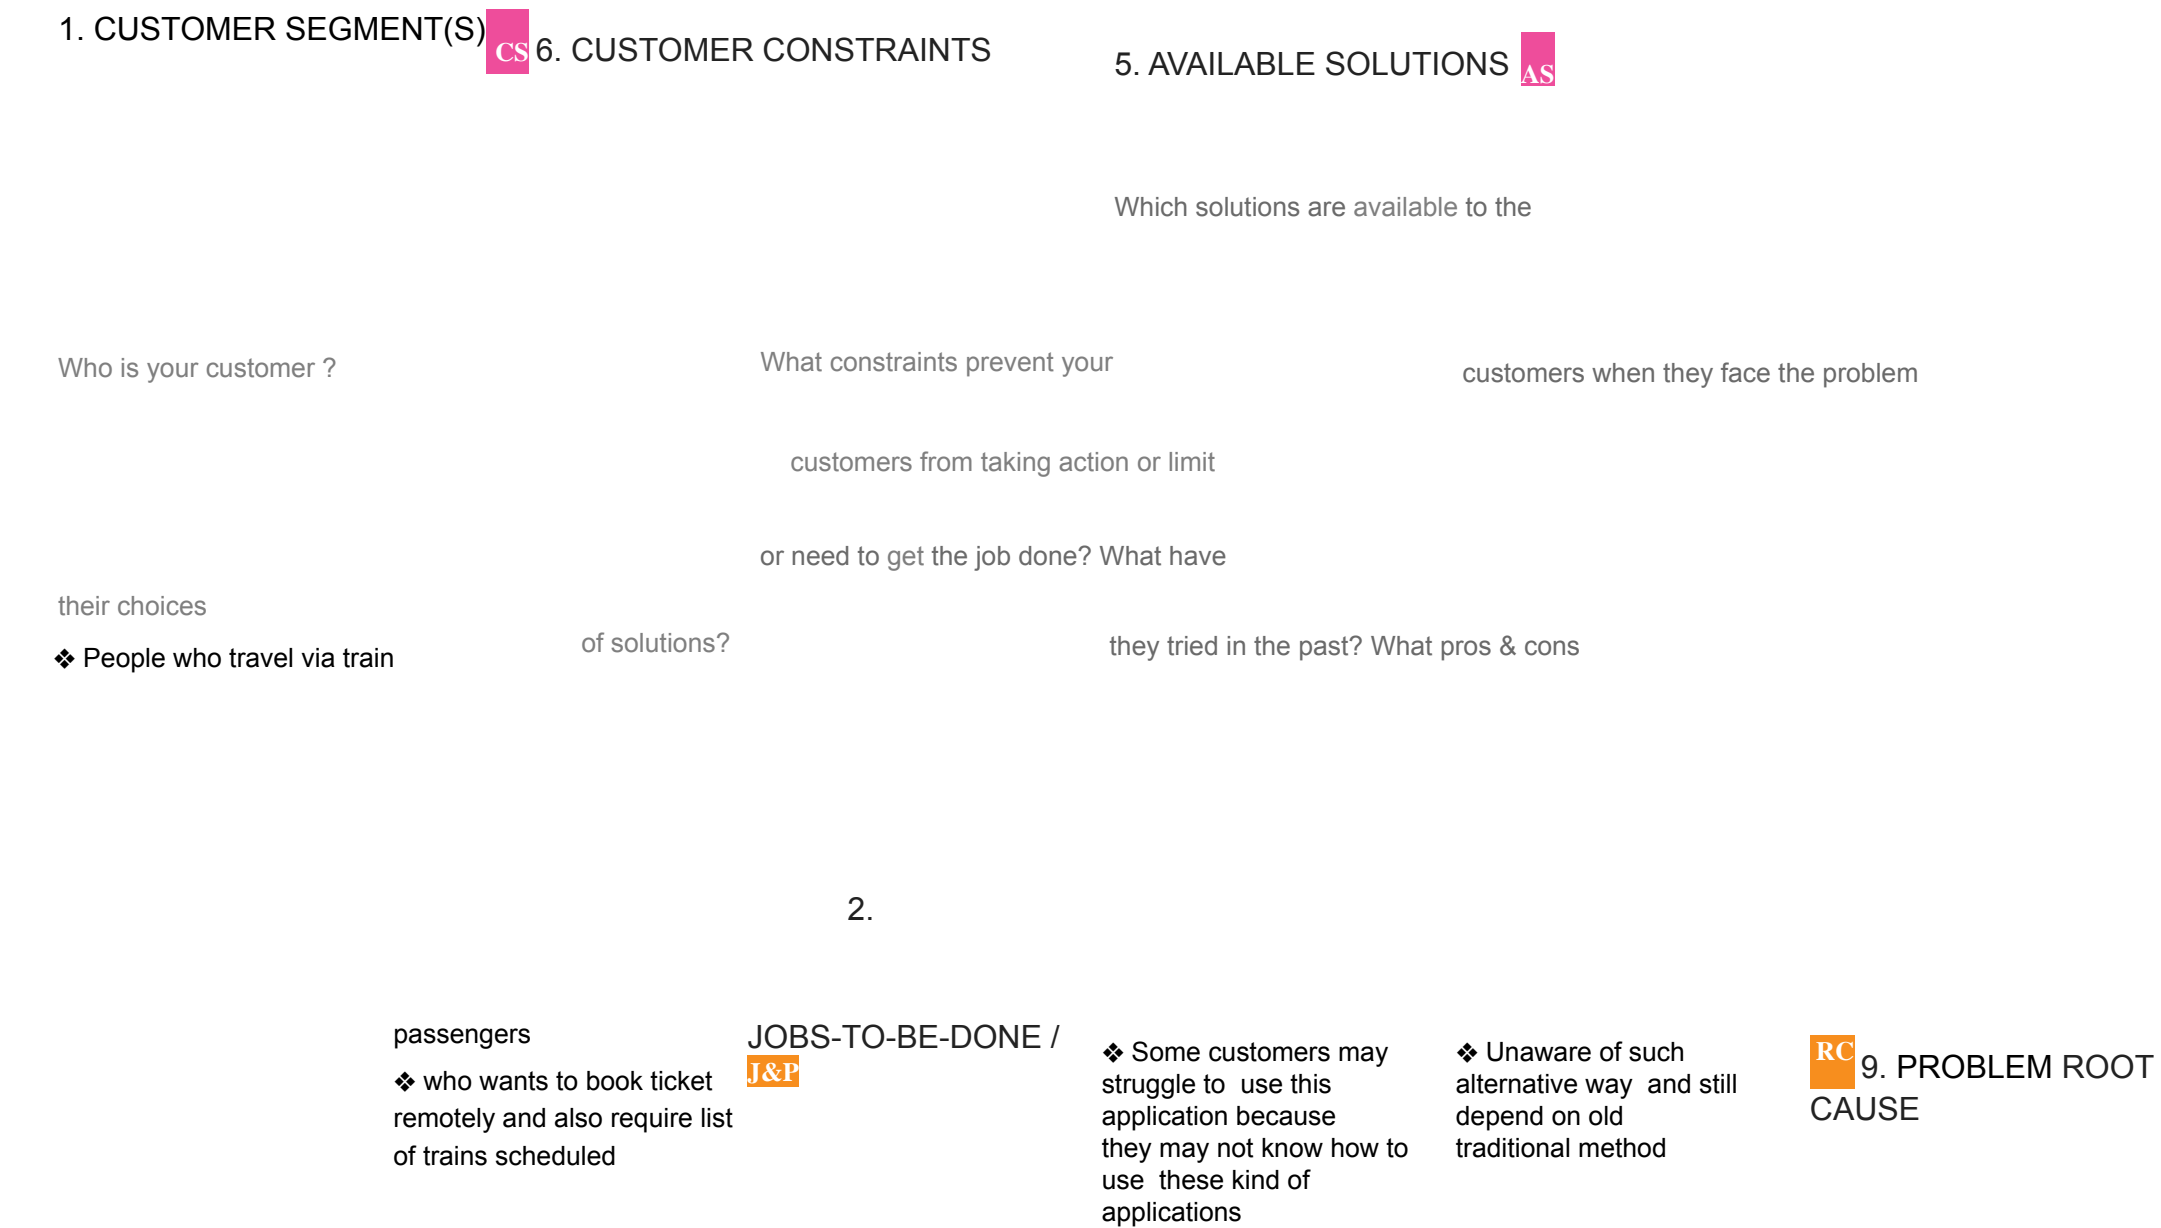 1. CUSTOMER SEGMENT(S)
CS
6. CUSTOMER CONSTRAINTS
5. AVAILABLE SOLUTIONS
AS
Which solutions are available to the
Who is your customer ?
What constraints prevent your
customers when they face the problem
customers from taking action or limit
or need to get the job done? What have
their choices
of solutions?
they tried in the past? What pros & cons
❖ People who travel via train
2.
passengers
❖ who wants to book ticket
remotely and also require list
of trains scheduled
JOBS-TO-BE-DONE /
J&P
❖ Some customers may
struggle to  use this
application because
they may not know how to
use  these kind of
applications
❖ Unaware of such
alternative way  and still
depend on old
traditional method
RC
9. PROBLEM ROOT
CAUSE